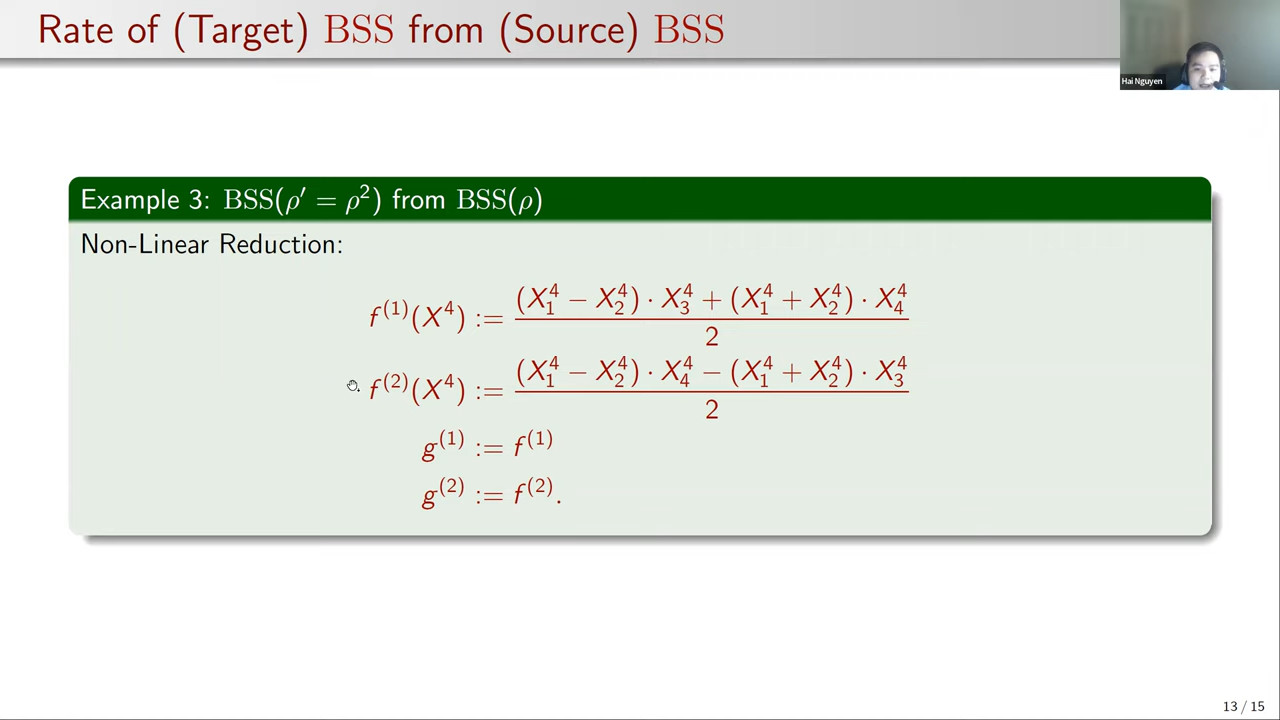 Rate of (Target) BSS from (Source) BSS
Hai Nguyen
Example 3: BSS(ρ′ = ρ²) from BSS(ρ)
Non-Linear Reduction:
f⁽¹⁾(X⁴) := ((X₁⁴ − X₂⁴) · X₃⁴ + (X₁⁴ + X₂⁴) · X₄⁴) / 2
f⁽²⁾(X⁴) := ((X₁⁴ − X₂⁴) · X₄⁴ − (X₁⁴ + X₂⁴) · X₃⁴) / 2
g⁽¹⁾ := f⁽¹⁾
g⁽²⁾ := f⁽²⁾.
13 / 15